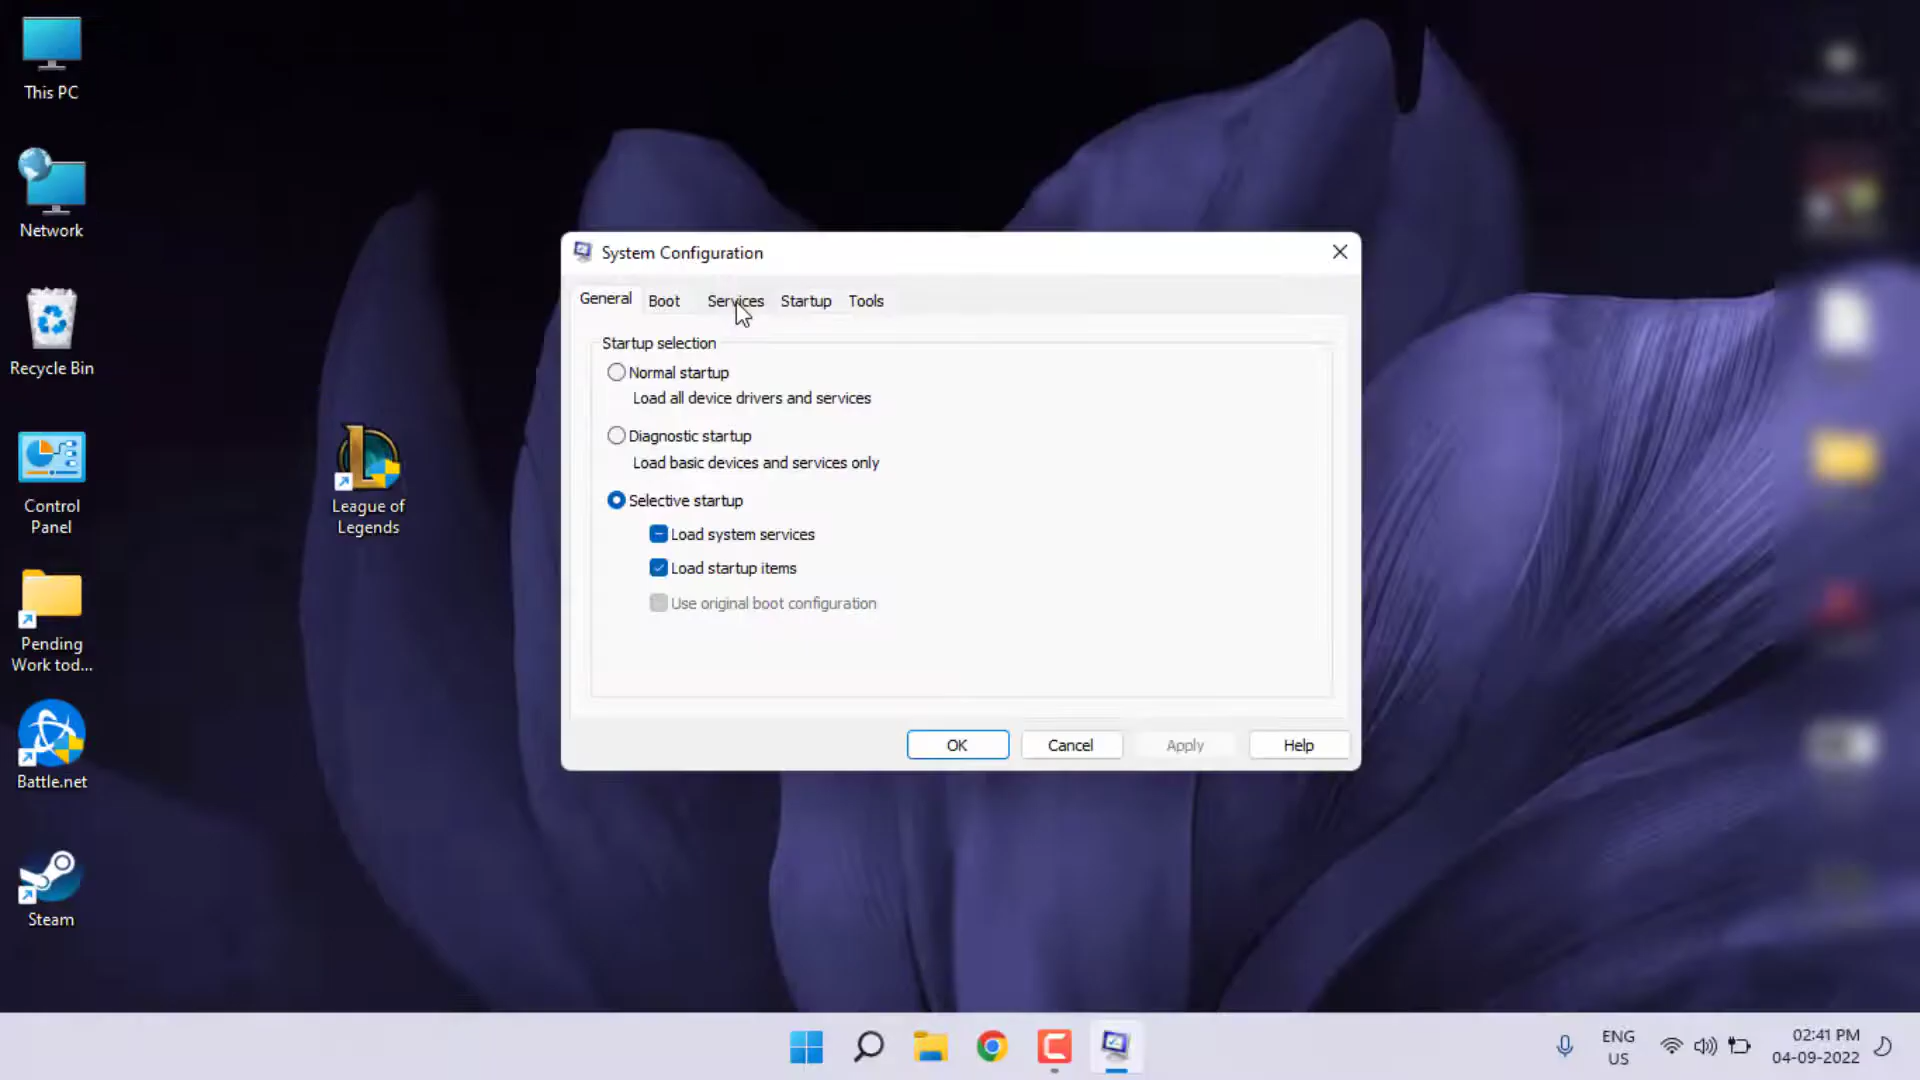 This PC
Network
Recycle Bin
Control
Panel
Pending
Work tod...
Battle.net
Steam
League of
Legends
System Configuration
General
Boot
Services
Startup
Tools
Startup selection
Normal startup
Load all device drivers and services
Diagnostic startup
Load basic devices and services only
Selective startup
Load system services
Load startup items
Use original boot configuration
OK
Cancel
Apply
Help
ENG
US
02:41 PM
04-09-2022